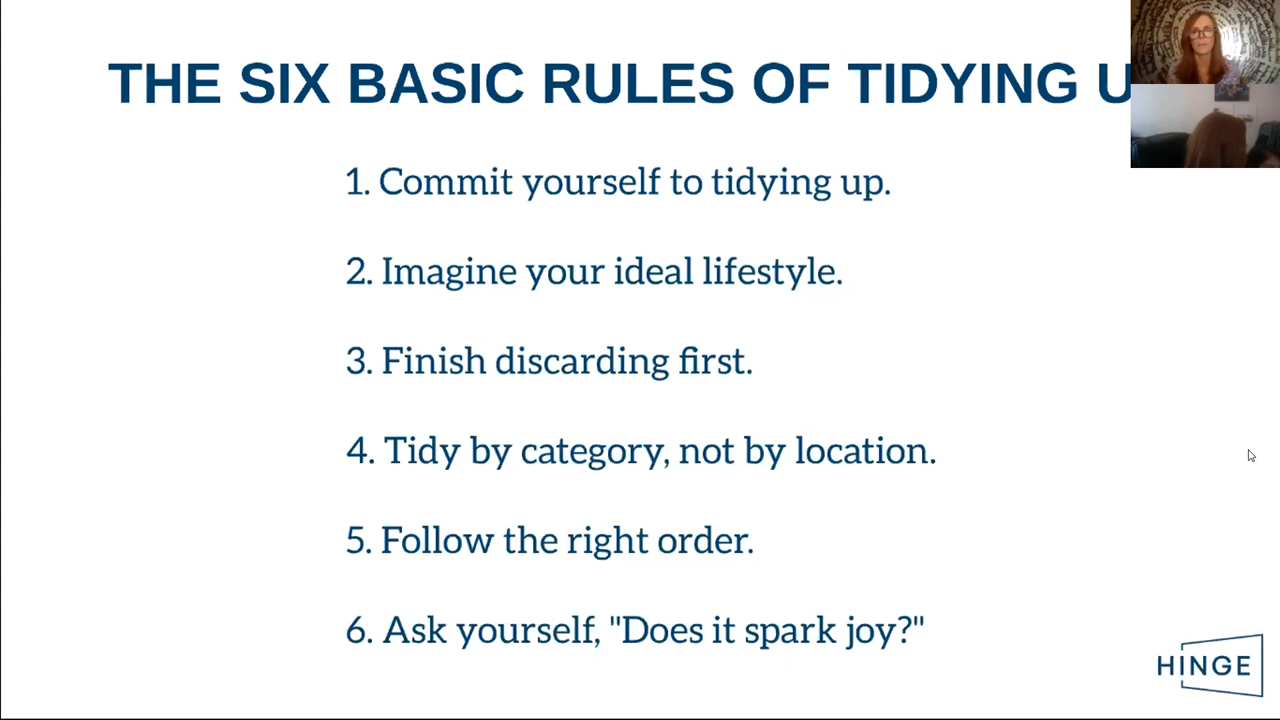 THE SIX BASIC RULES OF TIDYING U
1. Commit yourself to tidying up.
2. Imagine your ideal lifestyle.
3. Finish discarding first.
4. Tidy by category, not by location.
5. Follow the right order.
6. Ask yourself, "Does it spark joy?"
HINGE